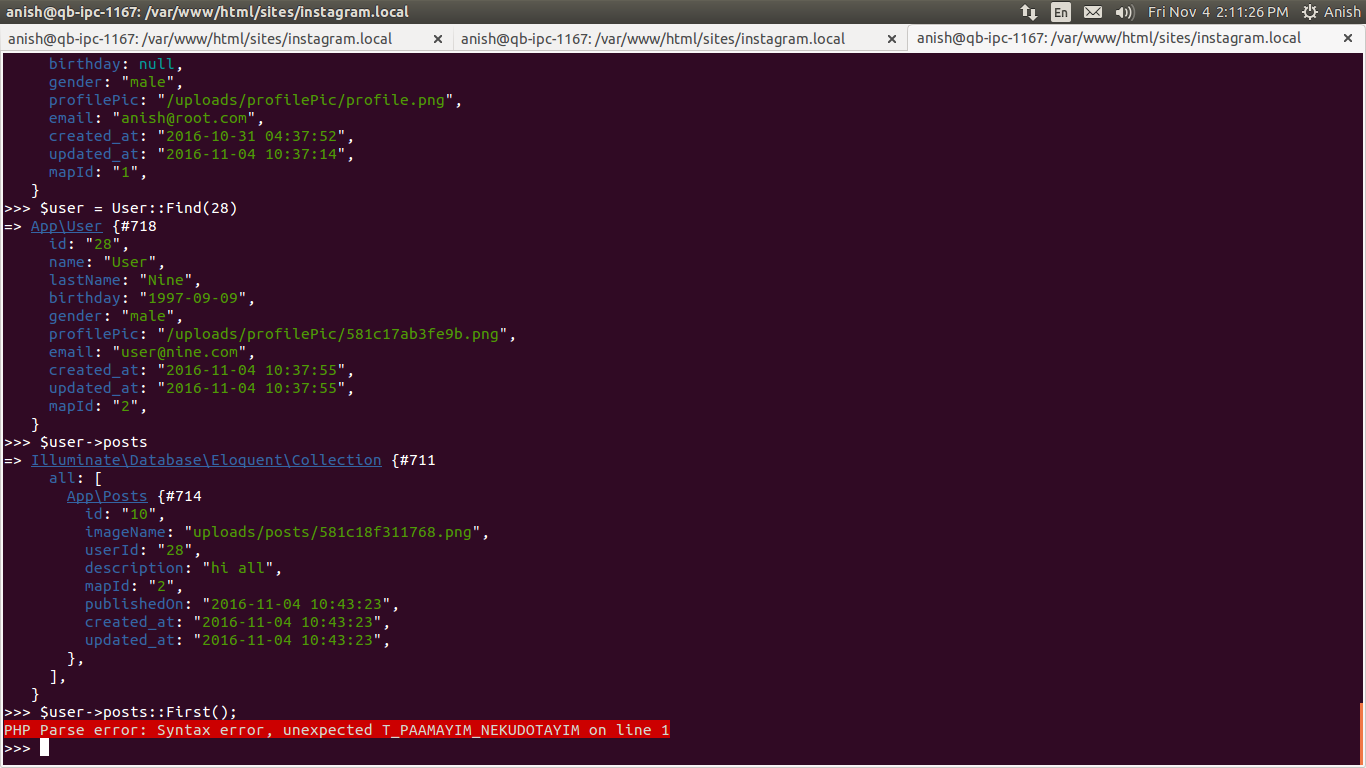 anish@qb-ipc-1167: /var/www/html/sites/instagram.local En Fri Nov 4 2:11:26 PM Anish
anish@qb-ipc-1167: /var/www/html/sites/instagram.local × anish@qb-ipc-1167: /var/www/html/sites/instagram.local × anish@qb-ipc-1167: /var/www/html/sites/instagram.local ×
birthday: null,
gender: "male",
profilePic: "/uploads/profilePic/profile.png",
email: "anish@root.com",
created_at: "2016-10-31 04:37:52",
updated_at: "2016-11-04 10:37:14",
mapId: "1",
}
>>> $user = User::Find(28)
=> App\User {#718
id: "28",
name: "User",
lastName: "Nine",
birthday: "1997-09-09",
gender: "male",
profilePic: "/uploads/profilePic/581c17ab3fe9b.png",
email: "user@nine.com",
created_at: "2016-11-04 10:37:55",
updated_at: "2016-11-04 10:37:55",
mapId: "2",
}
>>> $user->posts
=> Illuminate\Database\Eloquent\Collection {#711
all: [
App\Posts {#714
id: "10",
imageName: "uploads/posts/581c18f311768.png",
userId: "28",
description: "hi all",
mapId: "2",
publishedOn: "2016-11-04 10:43:23",
created_at: "2016-11-04 10:43:23",
updated_at: "2016-11-04 10:43:23",
},
],
}
>>> $user->posts::First();
PHP Parse error: Syntax error, unexpected T_PAAMAYIM_NEKUDOTAYIM on line 1
>>>